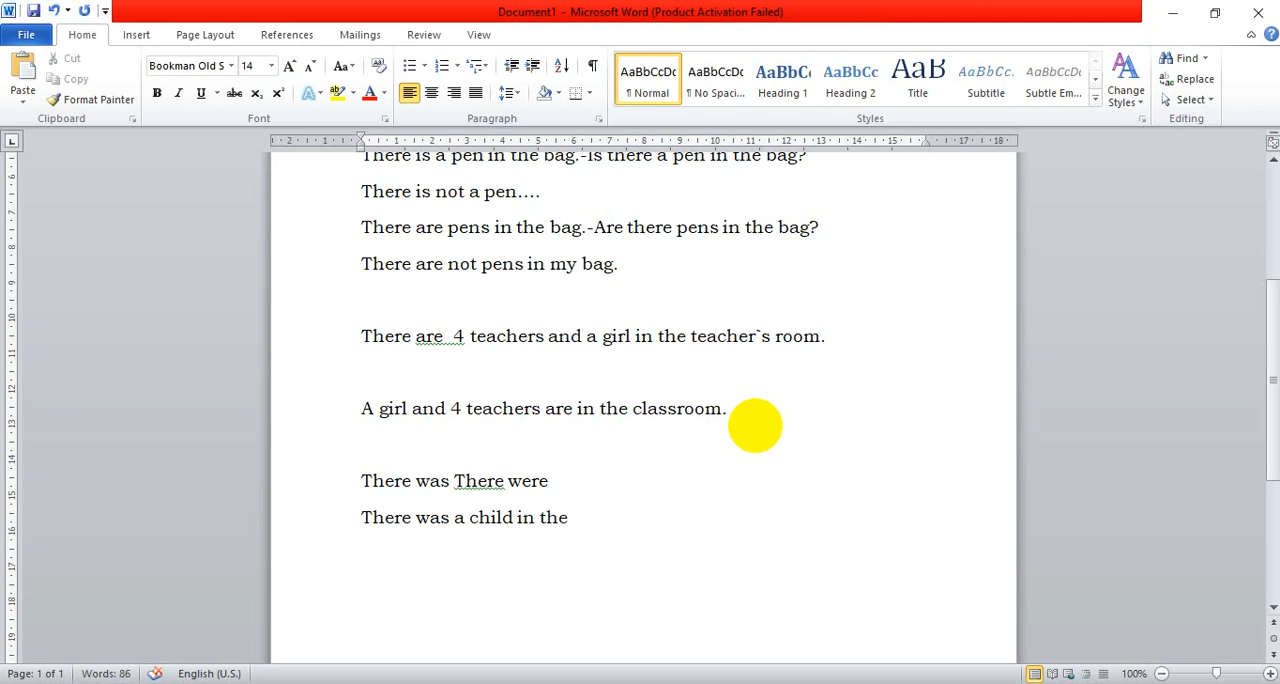 Document1 - Microsoft Word (Product Activation Failed)
File Home Insert Page Layout References Mailings Review View
Paste
Cut
Copy
Format Painter
Clipboard
Bookman Old S 14
Font
Paragraph
AaBbCcDc AaBbCcDc AaBbCc AaBbCc AaB AaBbCc. AaBbCcDc
¶ Normal ¶ No Spaci... Heading 1 Heading 2 Title Subtitle Subtle Em...
Change Styles
Styles
Find
Replace
Select
Editing
There is a pen in the bag.-Is there a pen in the bag?
There is not a pen....
There are pens in the bag.-Are there pens in the bag?
There are not pens in my bag.
There are  4 teachers and a girl in the teacher`s room.
A girl and 4 teachers are in the classroom.
There was There were
There was a child in the
Page: 1 of 1 Words: 86 English (U.S.) 100%